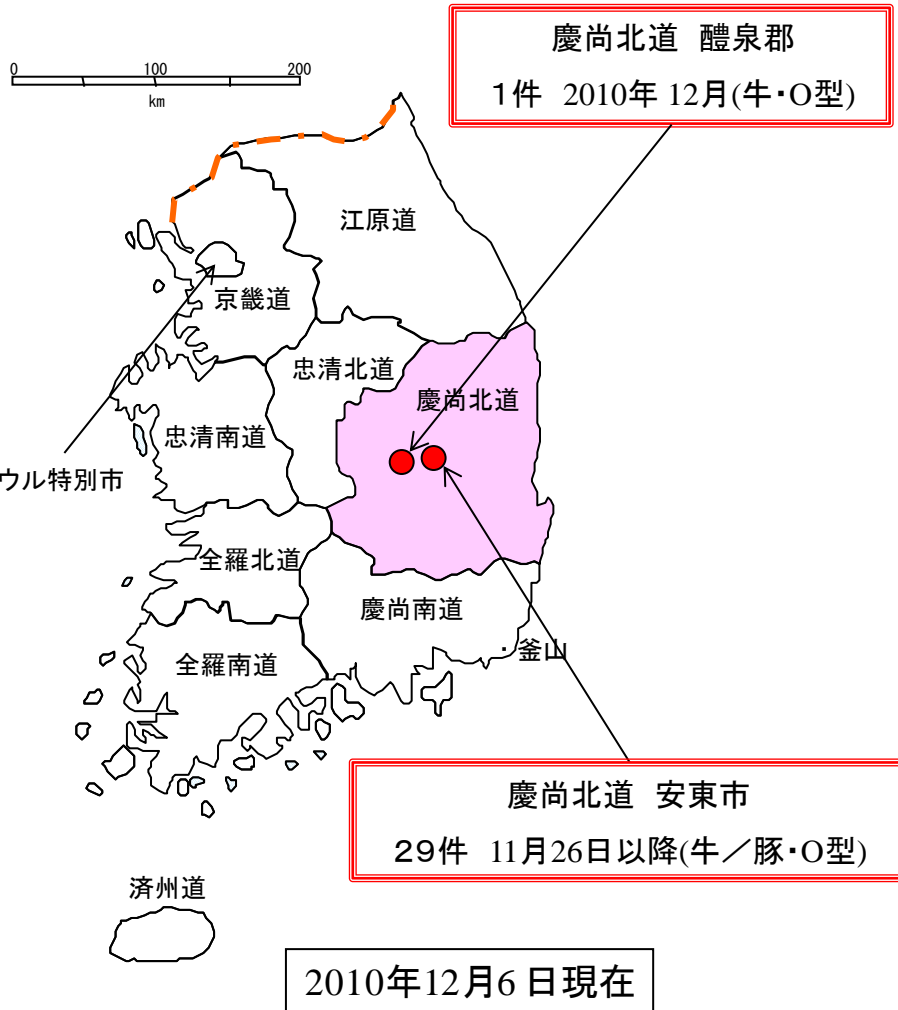 慶尚北道 醴泉郡
1件 2010年 12月(牛・O型)
0 100 200
km
江原道
京畿道
忠清北道
慶尚北道
忠清南道
ウル特別市
全羅北道
慶尚南道
・釜山
全羅南道
慶尚北道 安東市
29件 11月26日以降(牛／豚・O型)
済州道
2010年12月6日現在